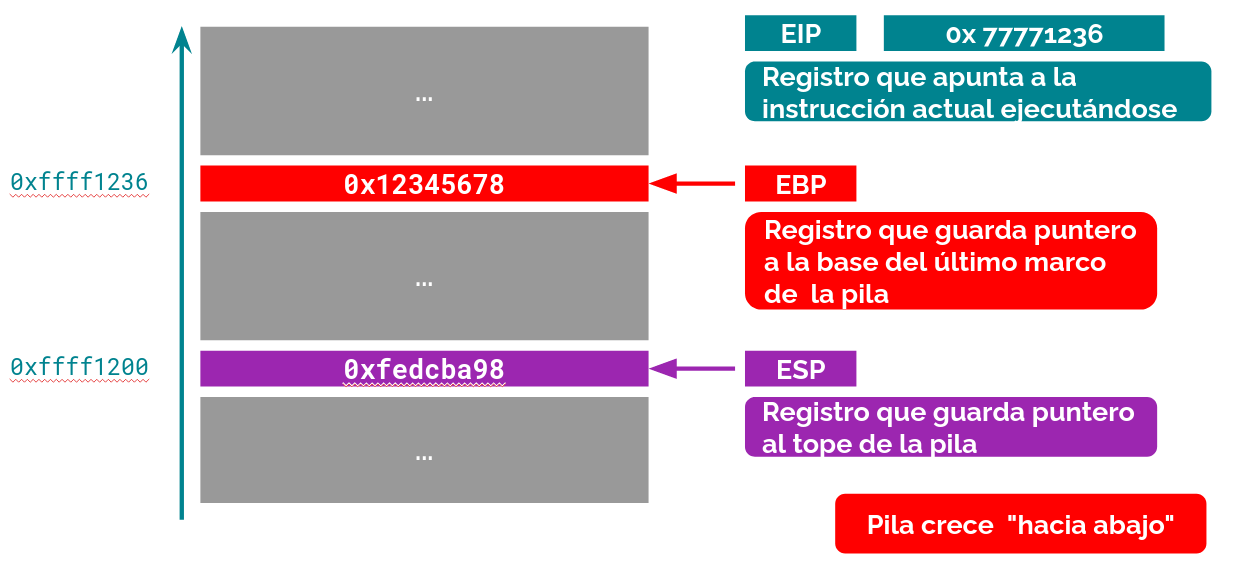 EIP 0x 77771236
Registro que apunta a la
instrucción actual ejecutándose
...
0xffff1236 0x12345678 EBP
Registro que guarda puntero
a la base del último marco
de  la pila
...
0xffff1200 0xfedcba98 ESP
Registro que guarda puntero
al tope de la pila
...
Pila crece  "hacia abajo"